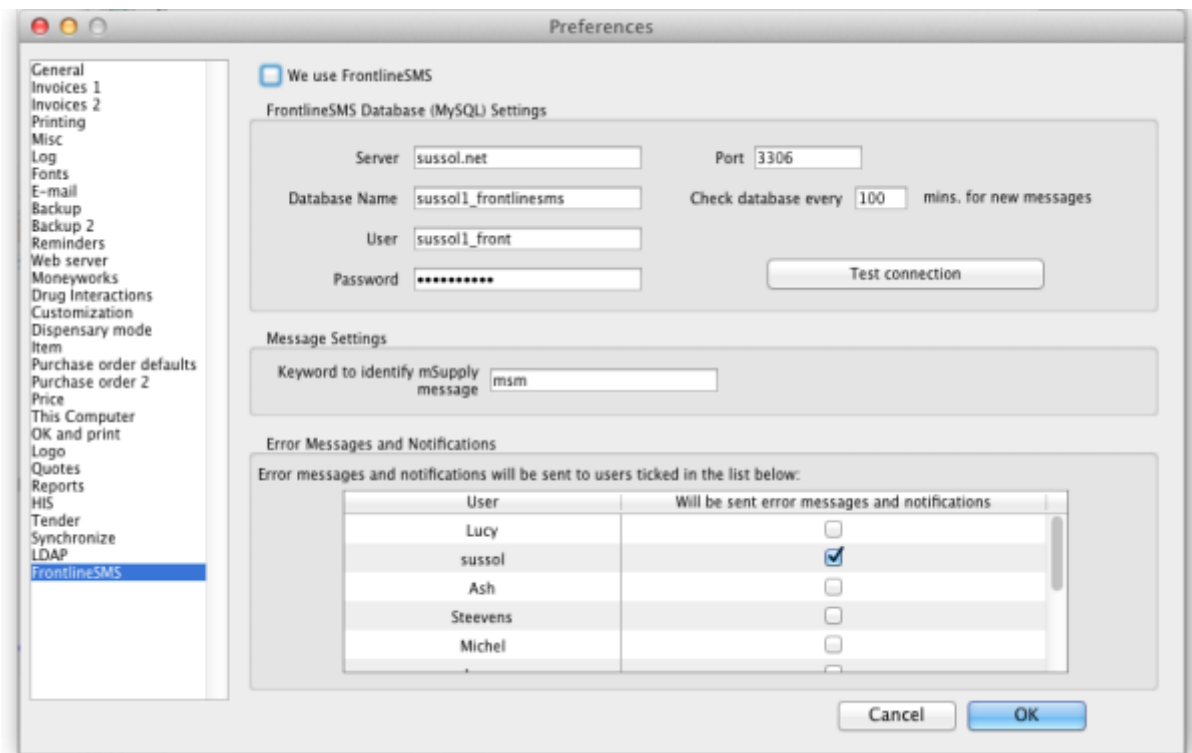 Preferences
General
Invoices 1
Invoices 2
Printing
Misc
Log
Fonts
E-mail
Backup
Backup 2
Reminders
Web server
Moneyworks
Drug Interactions
Customization
Dispensary mode
Item
Purchase order defaults
Purchase order 2
Price
This Computer
OK and print
Logo
Quotes
Reports
HIS
Tender
Synchronize
LDAP
FrontlineSMS
We use FrontlineSMS
FrontlineSMS Database (MySQL) Settings
Server sussol.net Port 3306
Database Name sussol1_frontlinesms Check database every 100 mins. for new messages
User sussol1_front
Password •••••••••• Test connection
Message Settings
Keyword to identify mSupply
message msm
Error Messages and Notifications
Error messages and notifications will be sent to users ticked in the list below:
User Will be sent error messages and notifications
Lucy
sussol
Ash
Steevens
Michel
Cancel OK